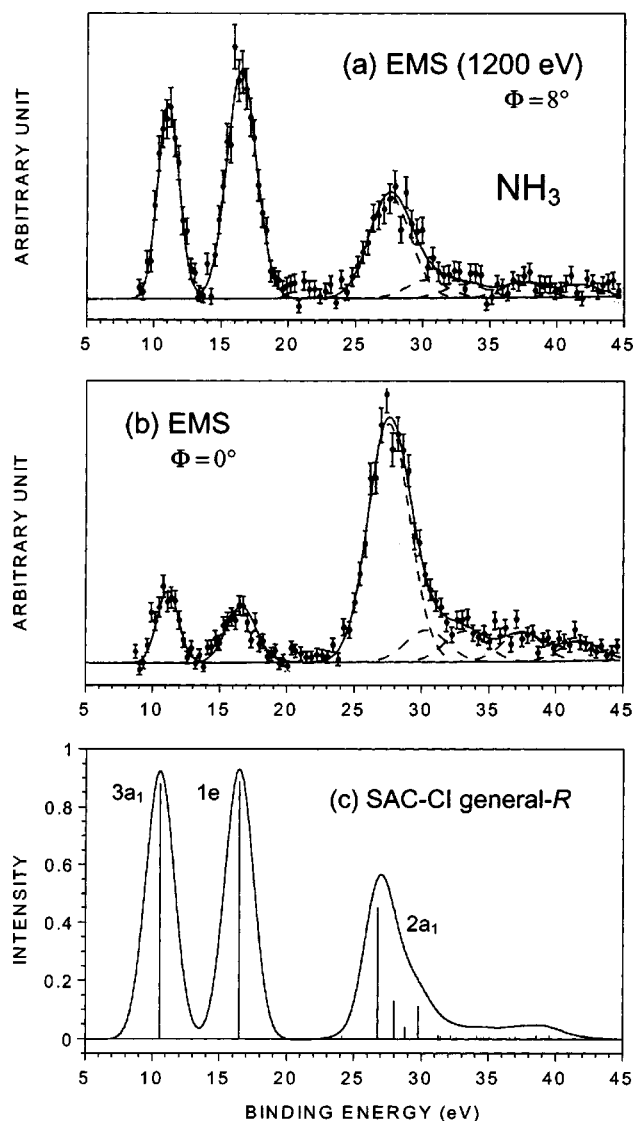 (a) EMS (1200 eV)
Φ = 8°
NH₃
ARBITRARY UNIT
5 10 15 20 25 30 35 40 45
(b) EMS
Φ = 0°
ARBITRARY UNIT
5 10 15 20 25 30 35 40 45
1
0.8
0.6
0.4
0.2
0
INTENSITY
3a₁
1e
(c) SAC-CI general-R
2a₁
5 10 15 20 25 30 35 40 45
BINDING ENERGY (eV)